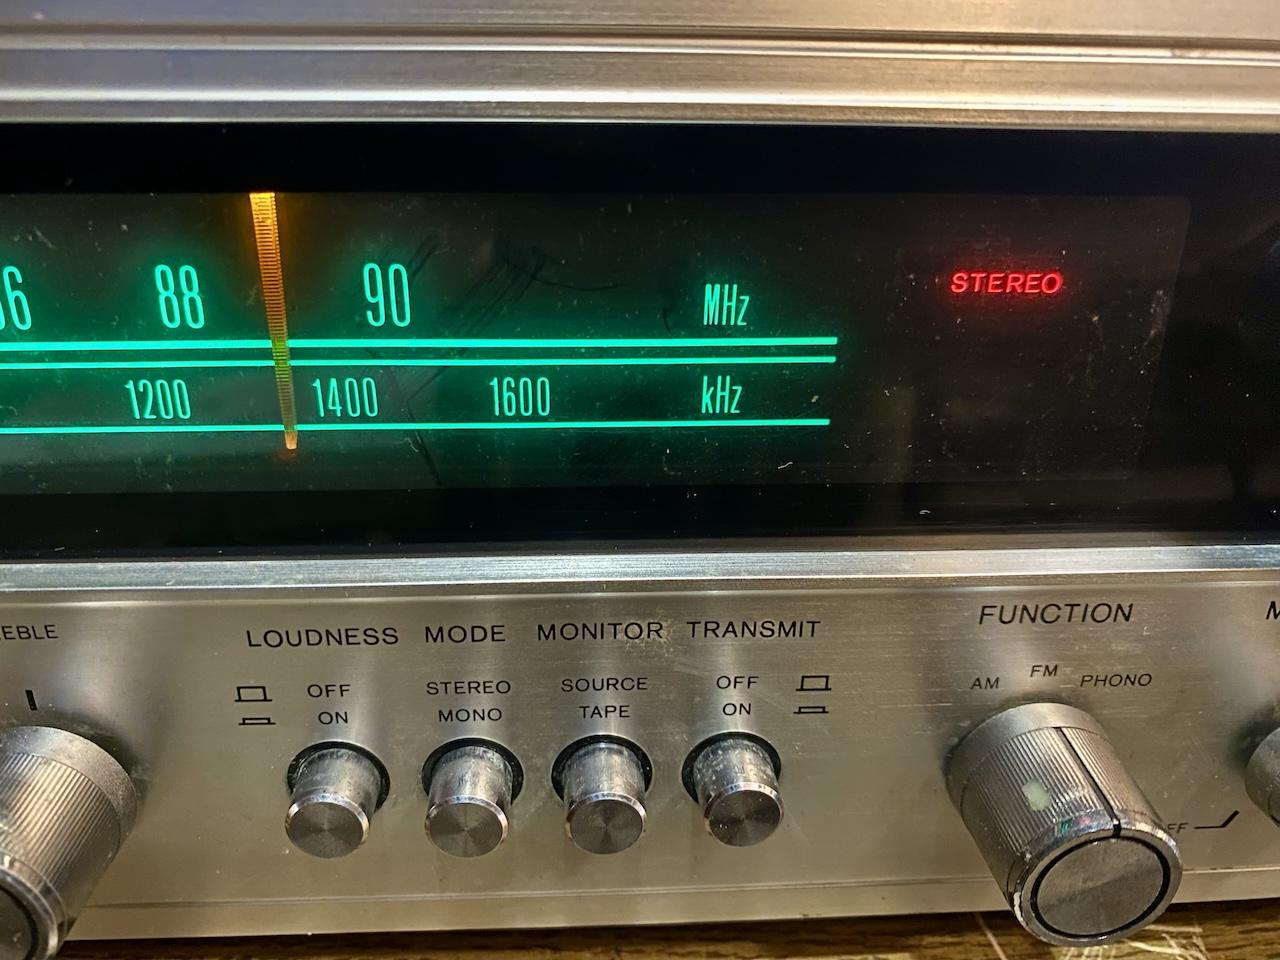 86 88 90 MHz
STEREO
1200 1400 1600 kHz
LOUDNESS MODE MONITOR TRANSMIT
FUNCTION
OFF STEREO SOURCE OFF
ON MONO TAPE ON
AM FM PHONO